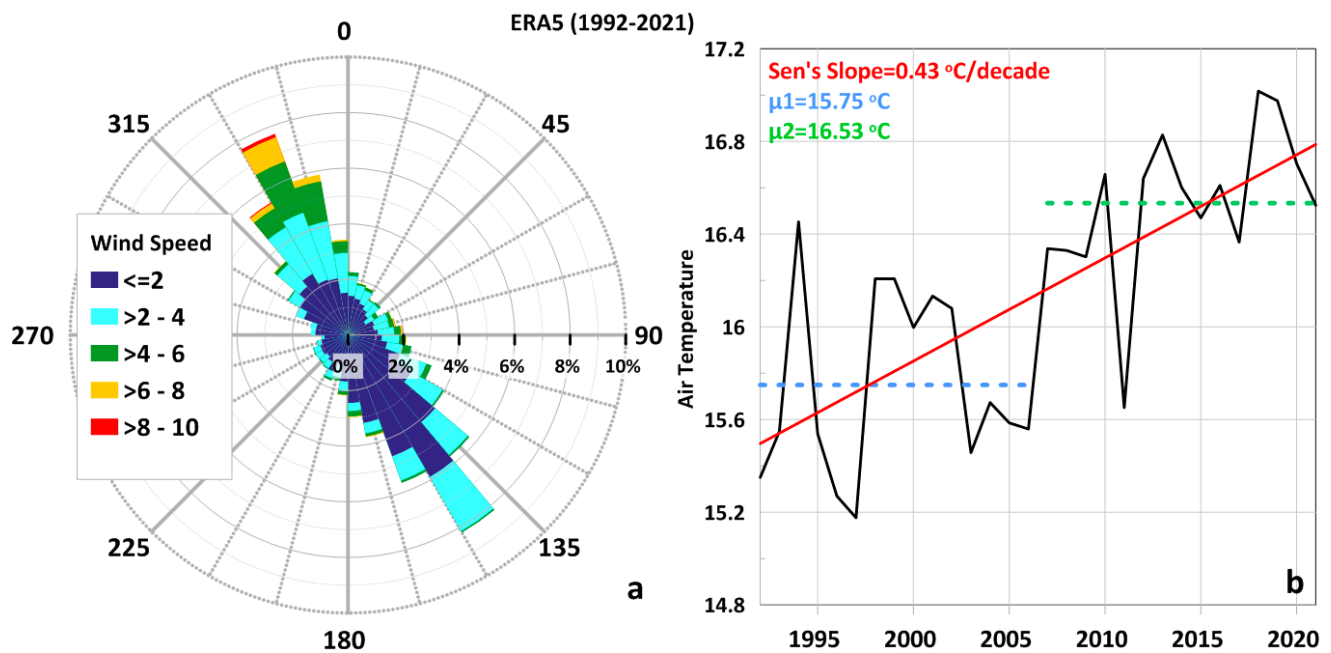 ERA5 (1992-2021)
0
45
90
135
180
225
270
315
0%
2%
4%
6%
8%
10%
Wind Speed
<=2
>2 - 4
>4 - 6
>6 - 8
>8 - 10
a
Sen's Slope=0.43 °C/decade
µ1=15.75 °C
µ2=16.53 °C
Air Temperature
17.2
16.8
16.4
16
15.6
15.2
14.8
1995
2000
2005
2010
2015
2020
b